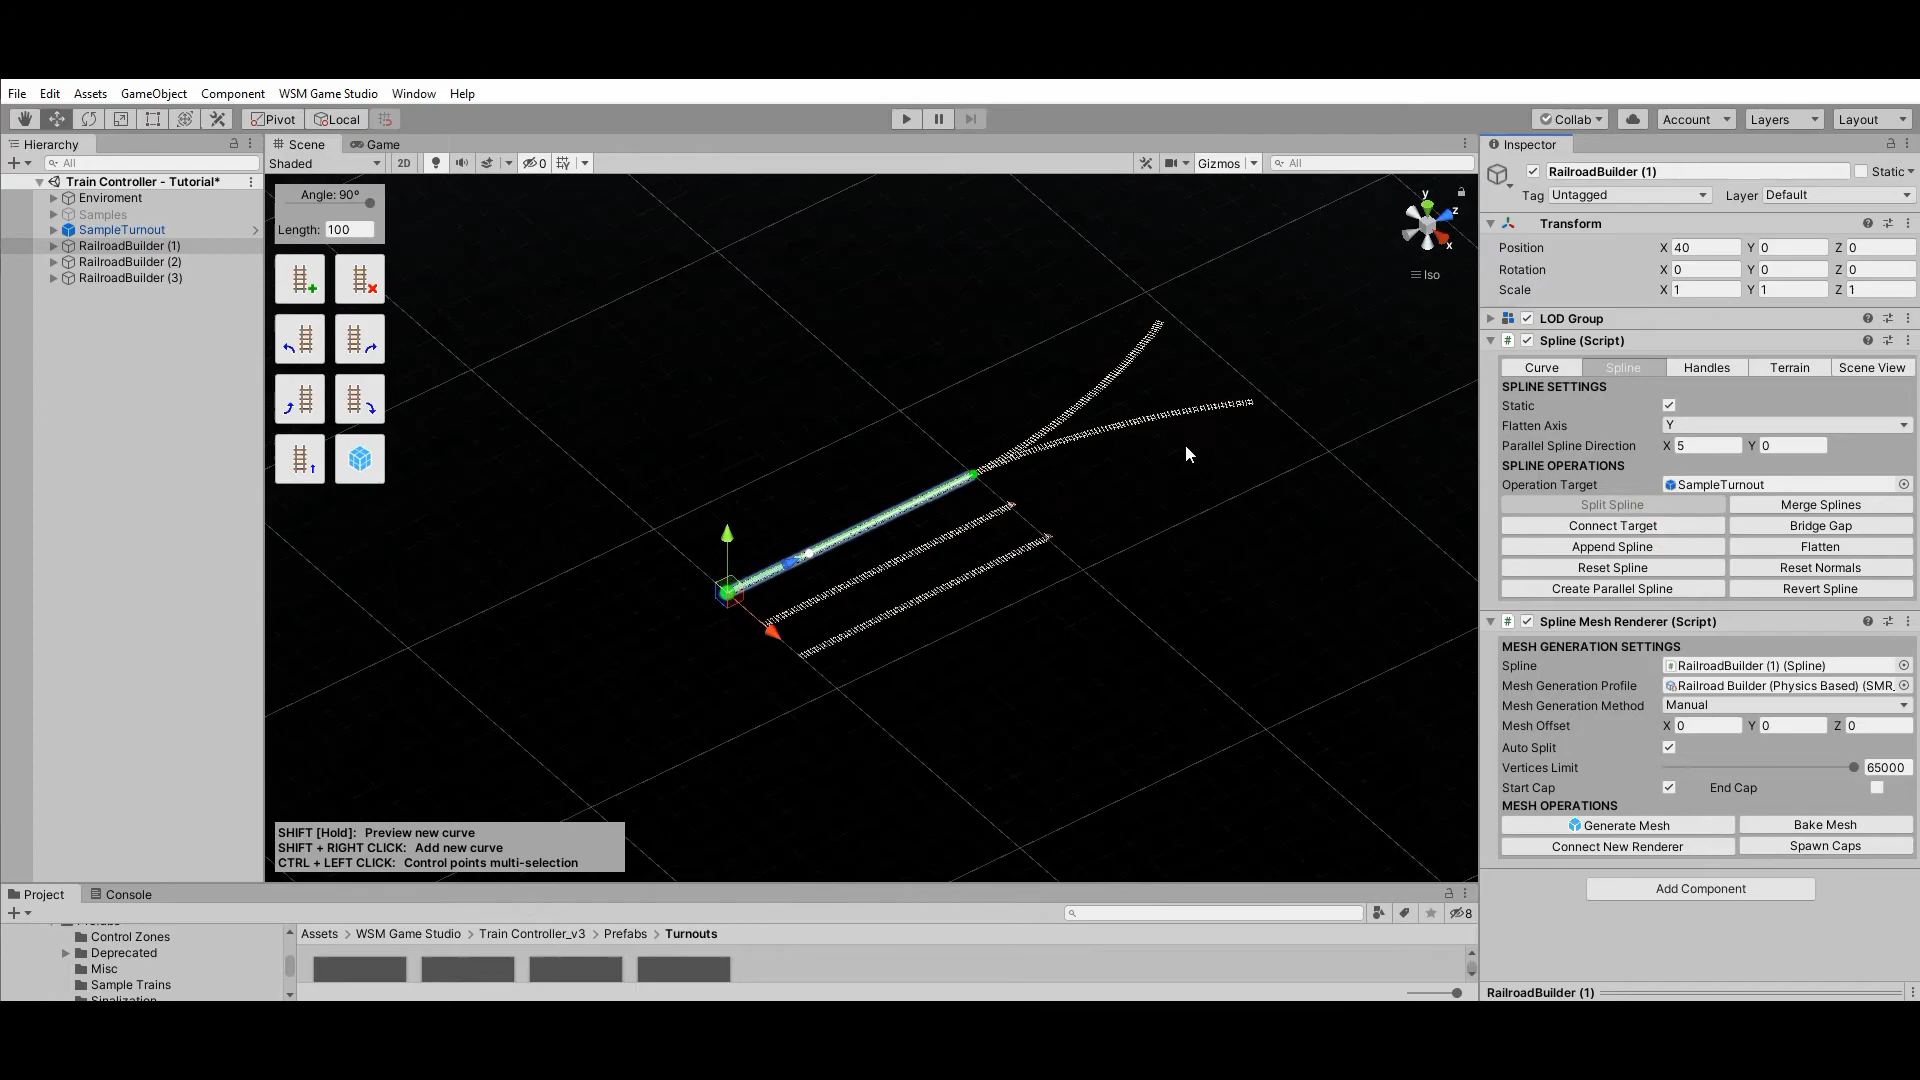 File Edit Assets GameObject Component WSM Game Studio Window Help
Pivot Local Collab Account Layers Layout
Hierarchy
All
Train Controller - Tutorial*
Enviroment
Samples
SampleTurnout
RailroadBuilder (1)
RailroadBuilder (2)
RailroadBuilder (3)
Scene Game
Shaded 2D 0 Gizmos All
Angle: 90º
Length: 100
y
z
x
Iso
SHIFT [Hold]: Preview new curve
SHIFT + RIGHT CLICK: Add new curve
CTRL + LEFT CLICK: Control points multi-selection
Inspector
RailroadBuilder (1) Static
Tag Untagged Layer Default
Transform
Position X 40 Y 0 Z 0
Rotation X 0 Y 0 Z 0
Scale X 1 Y 1 Z 1
LOD Group
# Spline (Script)
Curve Spline Handles Terrain Scene View
SPLINE SETTINGS
Static
Flatten Axis Y
Parallel Spline Direction X 5 Y 0
SPLINE OPERATIONS
Operation Target SampleTurnout
Split Spline Merge Splines
Connect Target Bridge Gap
Append Spline Flatten
Reset Spline Reset Normals
Create Parallel Spline Revert Spline
# Spline Mesh Renderer (Script)
MESH GENERATION SETTINGS
Spline RailroadBuilder (1) (Spline)
Mesh Generation Profile Railroad Builder (Physics Based) (SMR_
Mesh Generation Method Manual
Mesh Offset X 0 Y 0 Z 0
Auto Split
Vertices Limit 65000
Start Cap End Cap
MESH OPERATIONS
Generate Mesh Bake Mesh
Connect New Renderer Spawn Caps
Add Component
RailroadBuilder (1)
Project Console
8
Control Zones
Deprecated
Misc
Sample Trains
Assets > WSM Game Studio > Train Controller_v3 > Prefabs > Turnouts